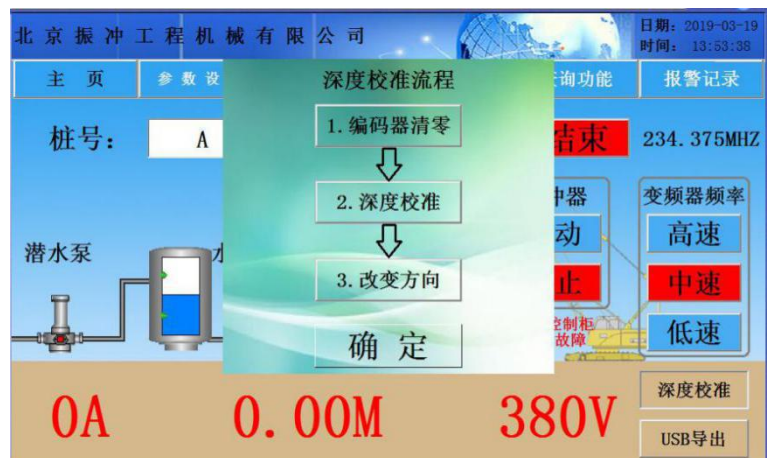 北京振冲工程机械有限公司
日期: 2019-03-19
时间: 13:53:38
主 页
参 数 设
询功能
报警记录
深度校准流程
1.编码器清零
2.深度校准
3.改变方向
确 定
桩号:
A
结束
234.375MHZ
冲器
动
止
变频器频率
高速
中速
低速
潜水泵
水
控制柜
故障
0A
0.00M
380V
深度校准
USB导出